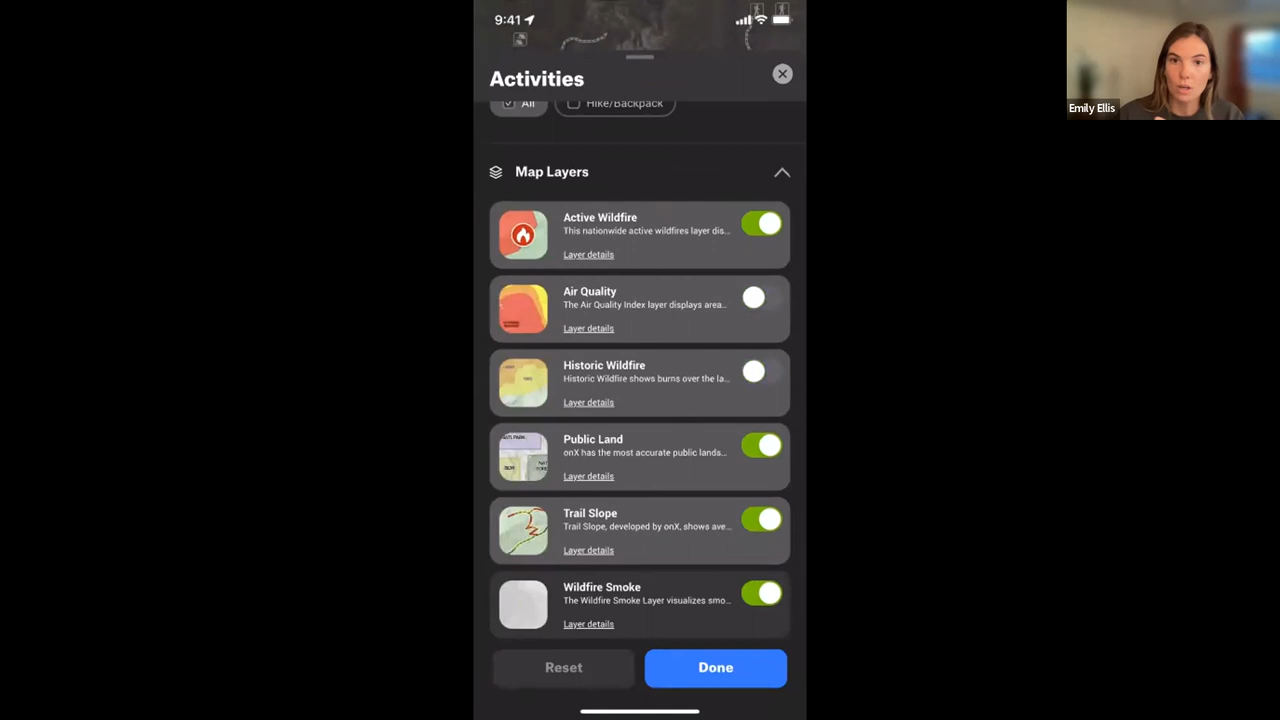 9:41
Emily Ellis
Activities
All
Hike/Backpack
Map Layers
Active Wildfire
This nationwide active wildfires layer dis...
Layer details
Air Quality
The Air Quality Index layer displays area...
Layer details
Historic Wildfire
Historic Wildfire shows burns over the la...
Layer details
Public Land
onX has the most accurate public lands...
Layer details
Trail Slope
Trail Slope, developed by onX, shows ave...
Layer details
Wildfire Smoke
The Wildfire Smoke Layer visualizes smo...
Layer details
Reset
Done